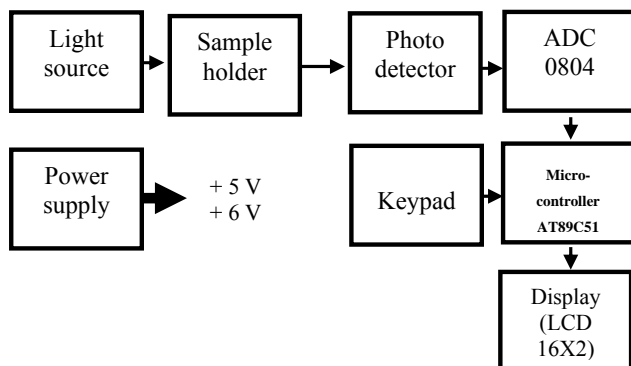 Light
source
Sample
holder
Photo
detector
ADC
0804
Power
supply
+ 5 V
+ 6 V
Keypad
Micro-
controller
AT89C51
Display
(LCD
16X2)